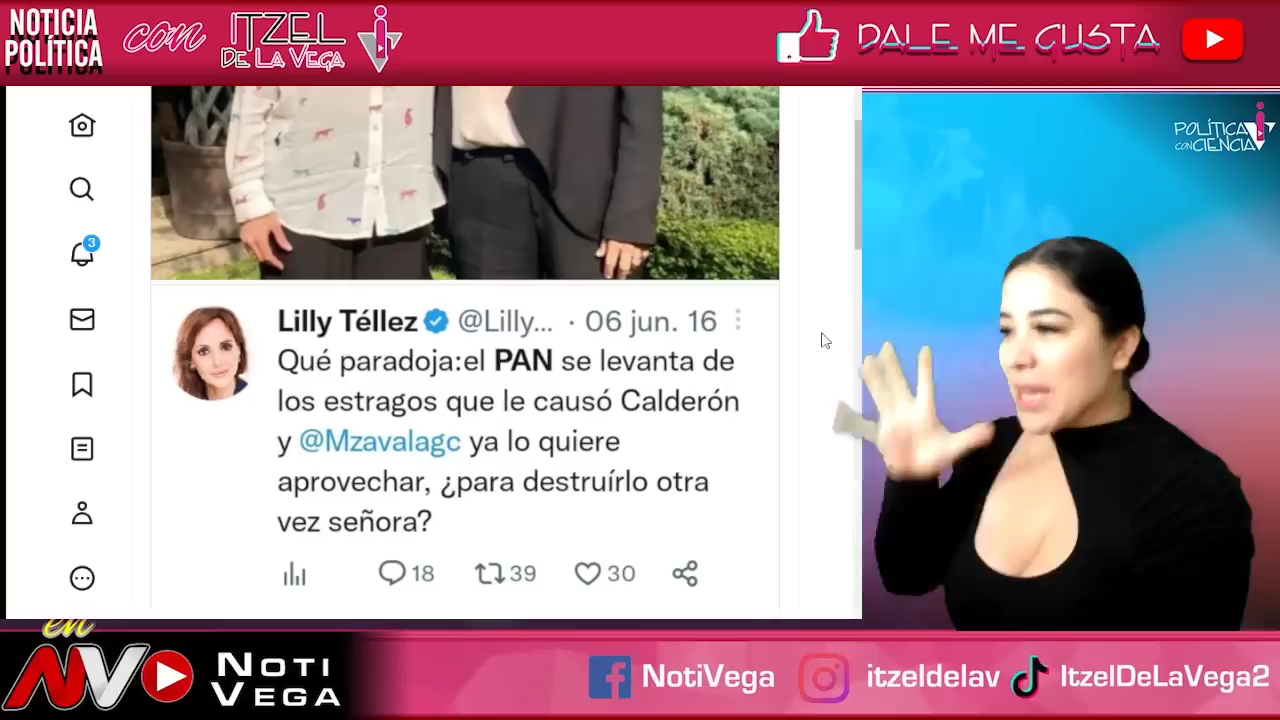 NOTICIA
POLÍTICA
con
ITZEL
DE LA VEGA
DALE ME GUSTA
POLÍTICA
CON CIENCIA
3
Lilly Téllez @Lilly... · 06 jun. 16
Qué paradoja:el PAN se levanta de
los estragos que le causó Calderón
y @Mzavalagc ya lo quiere
aprovechar, ¿para destruírlo otra
vez señora?
18 39 30
en
NV
NOTI
VEGA
NotiVega
itzeldelav
ItzelDeLaVega2